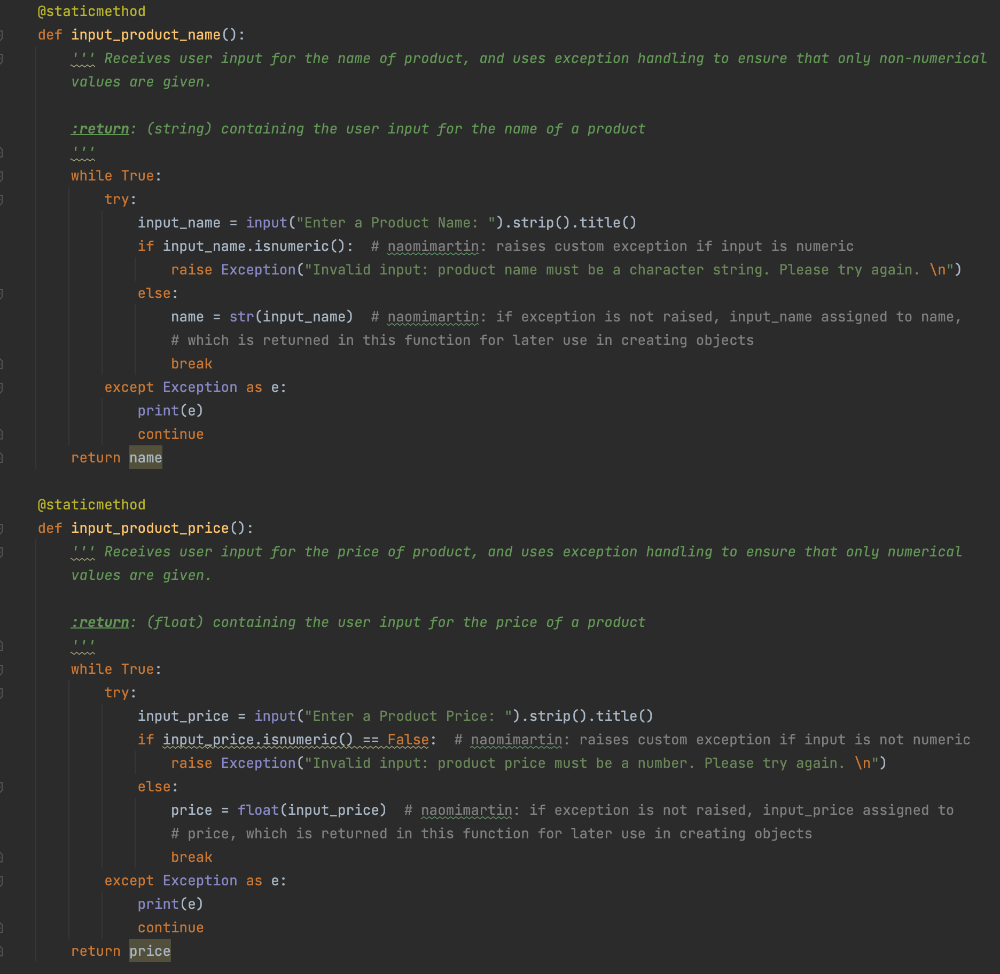 @staticmethod
def input_product_name():
    ''' Receives user input for the name of product, and uses exception handling to ensure that only non-numerical
    values are given.

    :return: (string) containing the user input for the name of a product
    '''
    while True:
        try:
            input_name = input("Enter a Product Name: ").strip().title()
            if input_name.isnumeric():  # naomimartin: raises custom exception if input is numeric
                raise Exception("Invalid input: product name must be a character string. Please try again. \n")
            else:
                name = str(input_name)  # naomimartin: if exception is not raised, input_name assigned to name,
                # which is returned in this function for later use in creating objects
                break
        except Exception as e:
            print(e)
            continue
    return name

@staticmethod
def input_product_price():
    ''' Receives user input for the price of product, and uses exception handling to ensure that only numerical
    values are given.

    :return: (float) containing the user input for the price of a product
    '''
    while True:
        try:
            input_price = input("Enter a Product Price: ").strip().title()
            if input_price.isnumeric() == False:  # naomimartin: raises custom exception if input is not numeric
                raise Exception("Invalid input: product price must be a number. Please try again. \n")
            else:
                price = float(input_price)  # naomimartin: if exception is not raised, input_price assigned to
                # price, which is returned in this function for later use in creating objects
                break
        except Exception as e:
            print(e)
            continue
    return price